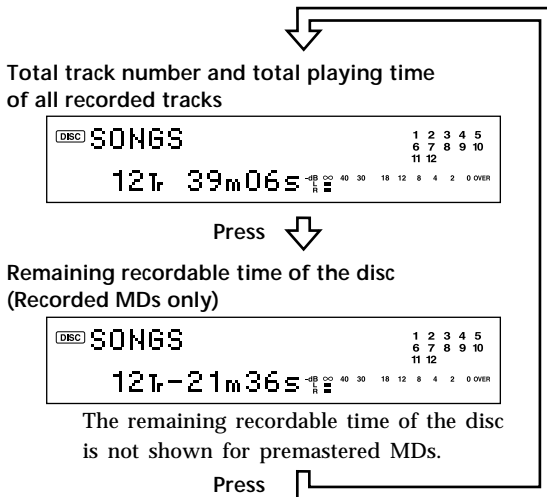 Total track number and total playing time
of all recorded tracks
DISC SONGS
1 2 3 4 5
6 7 8 9 10
11 12
12Tr 39m06s -dB L R ∞ 40 30 18 12 8 4 2 0 OVER
Press
Remaining recordable time of the disc
(Recorded MDs only)
DISC SONGS
1 2 3 4 5
6 7 8 9 10
11 12
12Tr-21m36s -dB L R ∞ 40 30 18 12 8 4 2 0 OVER
The remaining recordable time of the disc
is not shown for premastered MDs.
Press